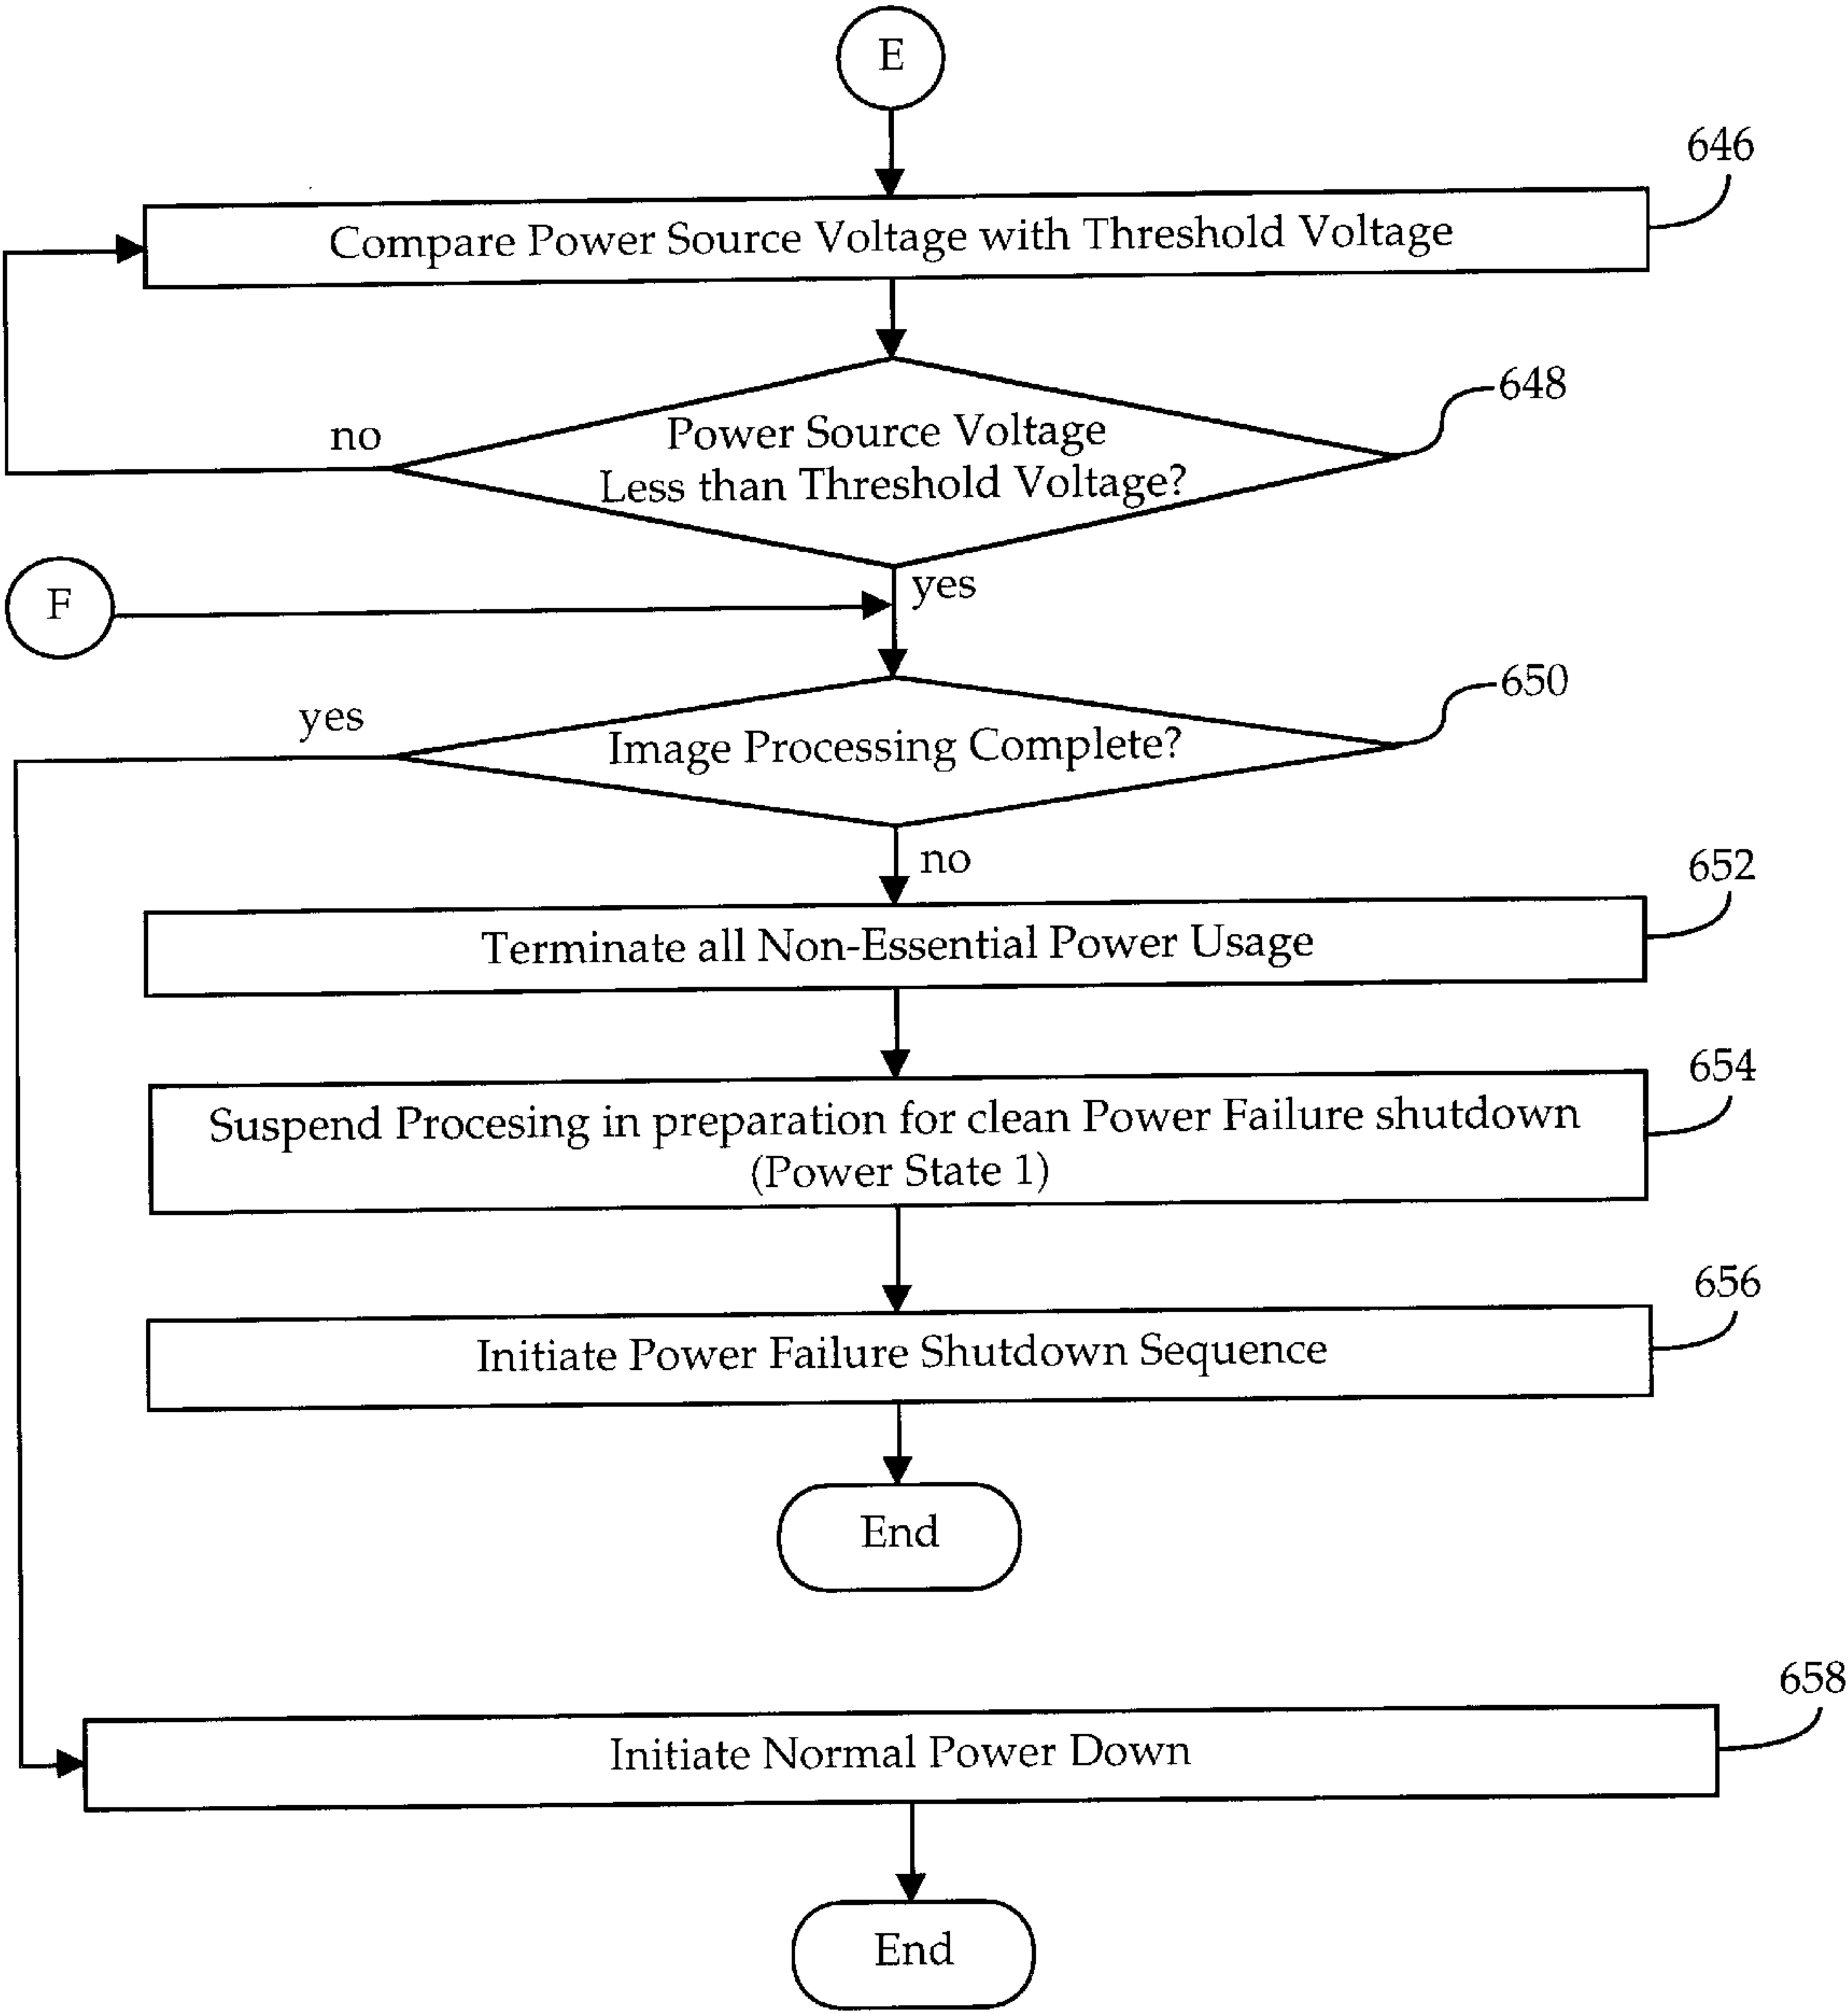 E
646
Compare Power Source Voltage with Threshold Voltage
648
no
Power Source Voltage
Less than Threshold Voltage?
F
yes
650
yes
Image Processing Complete?
no
652
Terminate all Non-Essential Power Usage
654
Suspend Procesing in preparation for clean Power Failure shutdown
(Power State 1)
656
Initiate Power Failure Shutdown Sequence
End
658
Initiate Normal Power Down
End